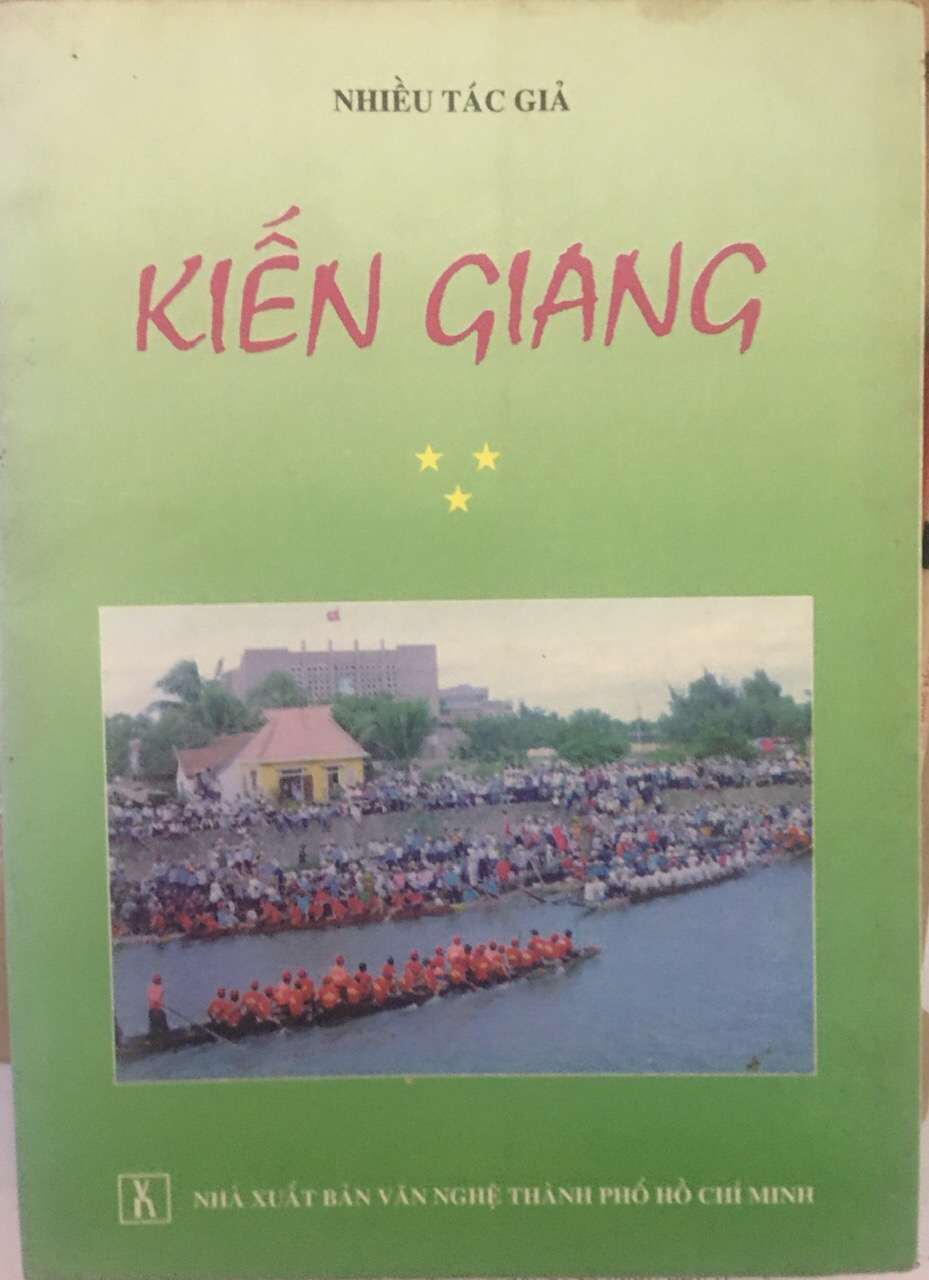 NHIỀU TÁC GIẢ
KIẾN GIANG
NHÀ XUẤT BẢN VĂN NGHỆ THÀNH PHỐ HỒ CHÍ MINH